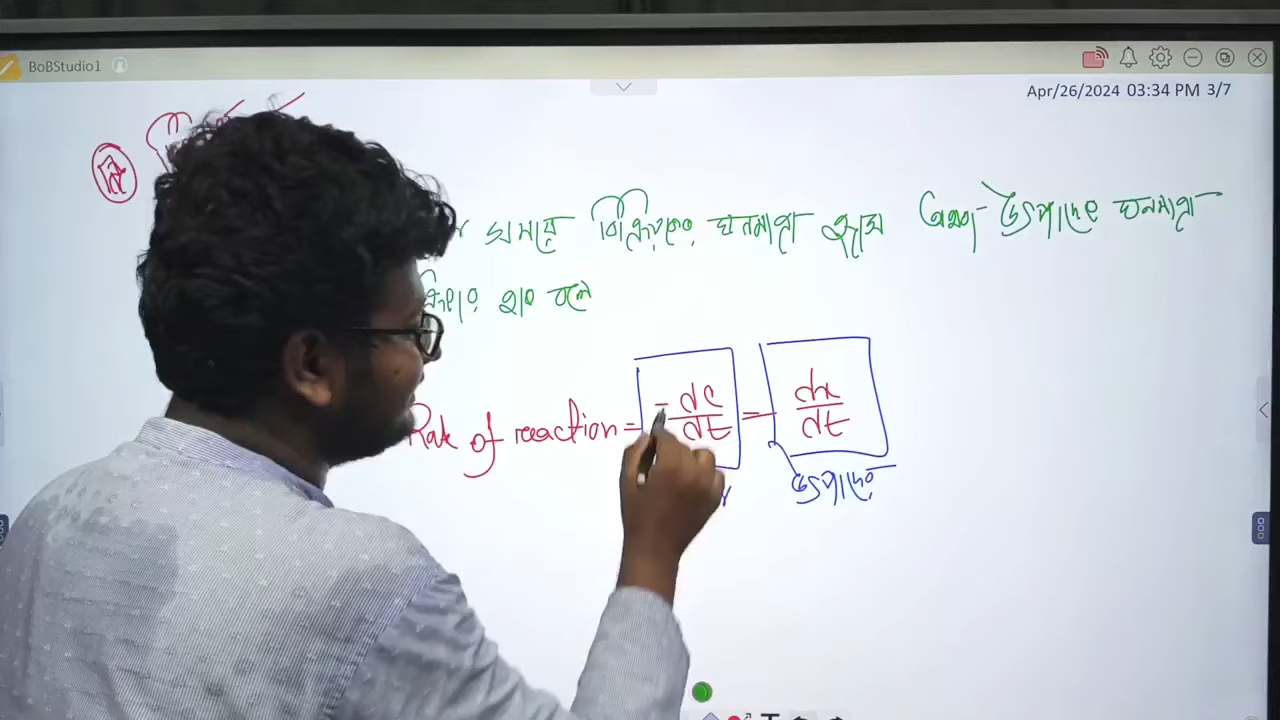 BoBStudio1
Apr/26/2024 03:34 PM 3/7
সময়ে বিক্রিয়কের ঘনমাত্রা হ্রাস অথবা উৎপাদের ঘনমাত্রা
হার বলে
Rate of reaction = - dc/dt = dx/dt
উৎপাদের